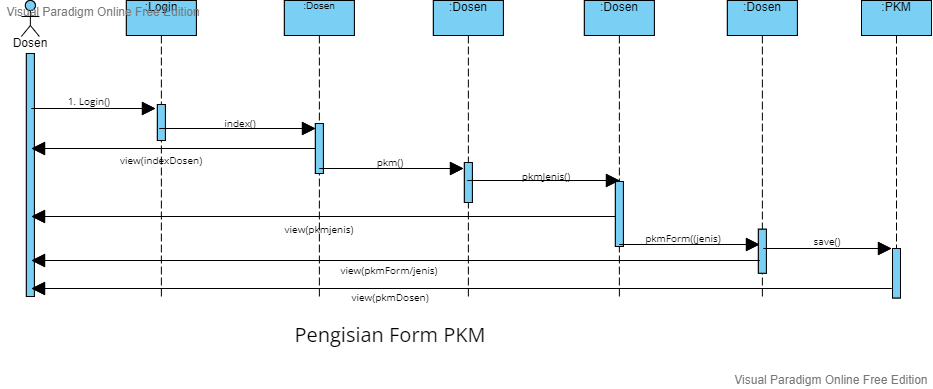 Visual Paradigm Online Free Edition
:Login
:Dosen
:Dosen
:Dosen
:Dosen
:PKM
Dosen
1. Login()
index()
view(indexDosen)
pkm()
pkmJenis()
view(pkmjenis)
pkmForm((jenis)
save()
view(pkmForm/jenis)
view(pkmDosen)
Pengisian Form PKM
Visual Paradigm Online Free Edition